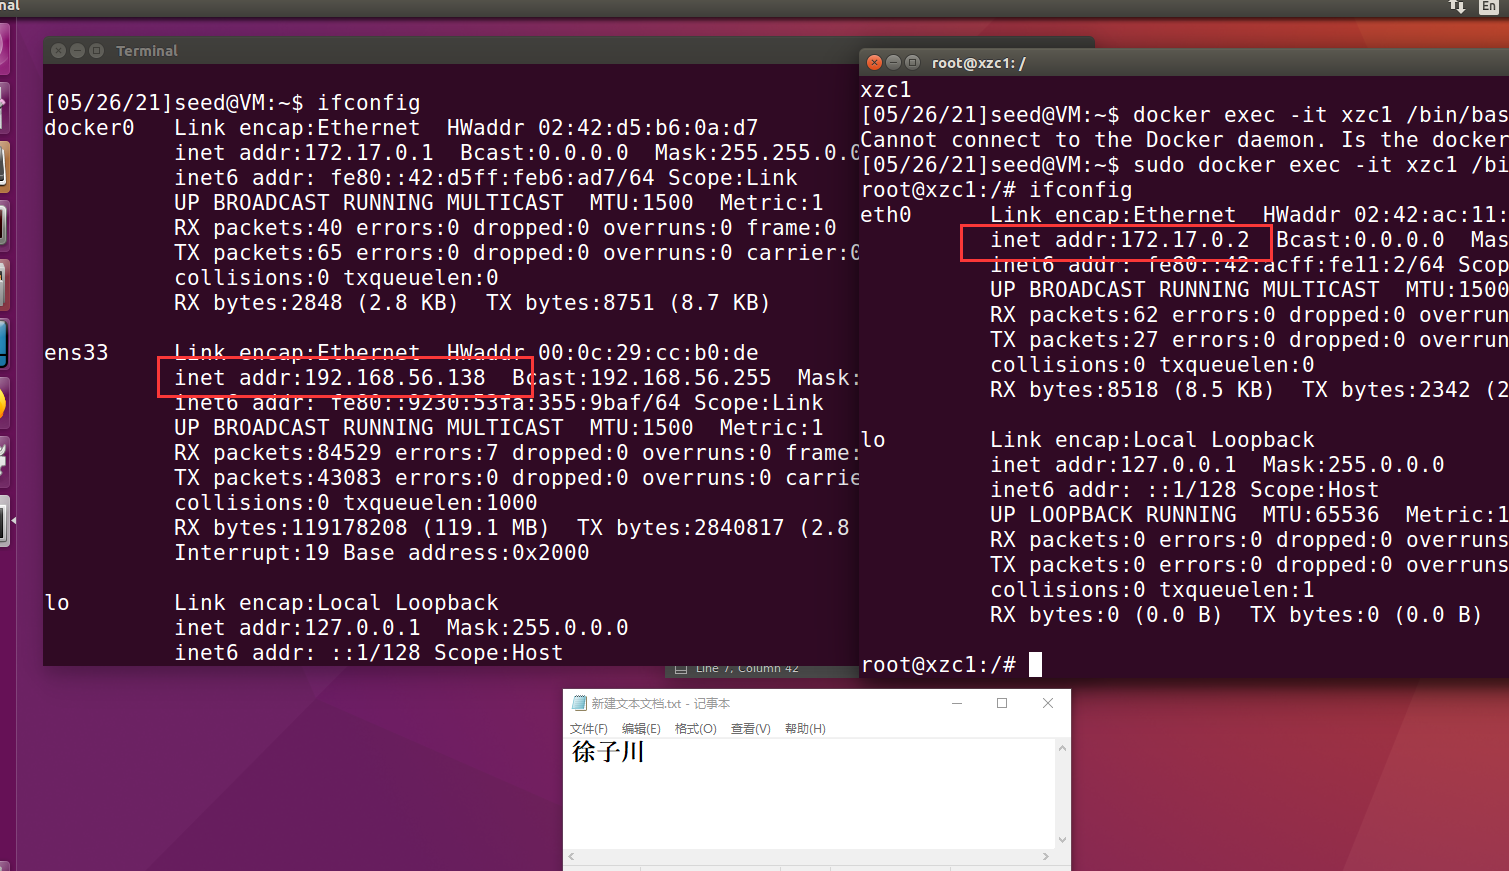 nal
En
Terminal
[05/26/21]seed@VM:~$ ifconfig
docker0   Link encap:Ethernet  HWaddr 02:42:d5:b6:0a:d7
          inet addr:172.17.0.1  Bcast:0.0.0.0  Mask:255.255.0.0
          inet6 addr: fe80::42:d5ff:feb6:ad7/64 Scope:Link
          UP BROADCAST RUNNING MULTICAST  MTU:1500  Metric:1
          RX packets:40 errors:0 dropped:0 overruns:0 frame:0
          TX packets:65 errors:0 dropped:0 overruns:0 carrier:0
          collisions:0 txqueuelen:0
          RX bytes:2848 (2.8 KB)  TX bytes:8751 (8.7 KB)
ens33     Link encap:Ethernet  HWaddr 00:0c:29:cc:b0:de
          inet addr:192.168.56.138  Bcast:192.168.56.255  Mask:
          inet6 addr: fe80::9230:53fa:355:9baf/64 Scope:Link
          UP BROADCAST RUNNING MULTICAST  MTU:1500  Metric:1
          RX packets:84529 errors:7 dropped:0 overruns:0 frame:
          TX packets:43083 errors:0 dropped:0 overruns:0 carrie
          collisions:0 txqueuelen:1000
          RX bytes:119178208 (119.1 MB)  TX bytes:2840817 (2.8
          Interrupt:19 Base address:0x2000
lo        Link encap:Local Loopback
          inet addr:127.0.0.1  Mask:255.0.0.0
          inet6 addr: ::1/128 Scope:Host
root@xzc1: /
xzc1
[05/26/21]seed@VM:~$ docker exec -it xzc1 /bin/bas
Cannot connect to the Docker daemon. Is the docker
[05/26/21]seed@VM:~$ sudo docker exec -it xzc1 /bi
root@xzc1:/# ifconfig
eth0      Link encap:Ethernet  HWaddr 02:42:ac:11:
          inet addr:172.17.0.2  Bcast:0.0.0.0  Mas
          inet6 addr: fe80::42:acff:fe11:2/64 Scop
          UP BROADCAST RUNNING MULTICAST  MTU:1500
          RX packets:62 errors:0 dropped:0 overrun
          TX packets:27 errors:0 dropped:0 overrun
          collisions:0 txqueuelen:0
          RX bytes:8518 (8.5 KB)  TX bytes:2342 (2
lo        Link encap:Local Loopback
          inet addr:127.0.0.1  Mask:255.0.0.0
          inet6 addr: ::1/128 Scope:Host
          UP LOOPBACK RUNNING  MTU:65536  Metric:1
          RX packets:0 errors:0 dropped:0 overruns
          TX packets:0 errors:0 dropped:0 overruns
          collisions:0 txqueuelen:1
          RX bytes:0 (0.0 B)  TX bytes:0 (0.0 B)
root@xzc1:/#
Line 7, Column 42
新建文本文档.txt - 记事本
文件(F)  编辑(E)  格式(O)  查看(V)  帮助(H)
徐子川